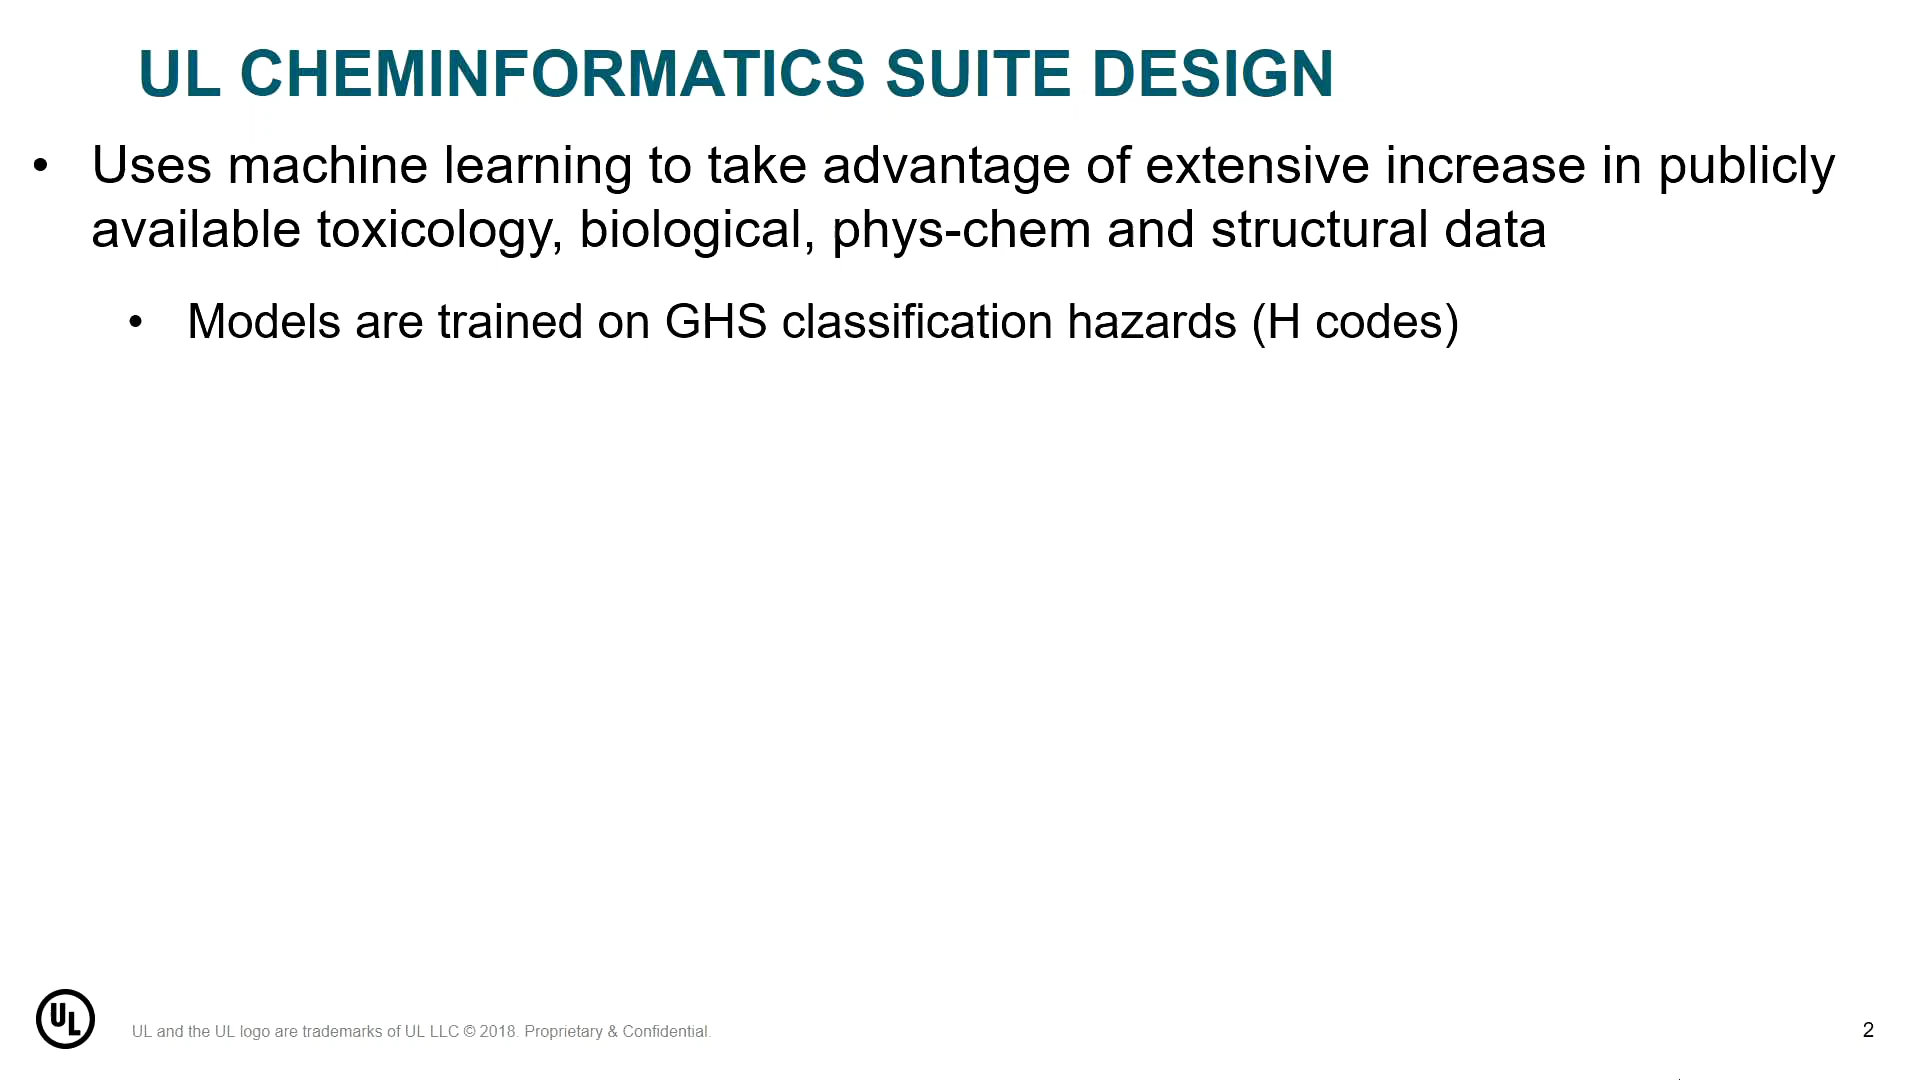 UL CHEMINFORMATICS SUITE DESIGN
• Uses machine learning to take advantage of extensive increase in publicly
available toxicology, biological, phys-chem and structural data
• Models are trained on GHS classification hazards (H codes)
UL
UL and the UL logo are trademarks of UL LLC © 2018. Proprietary & Confidential.
2